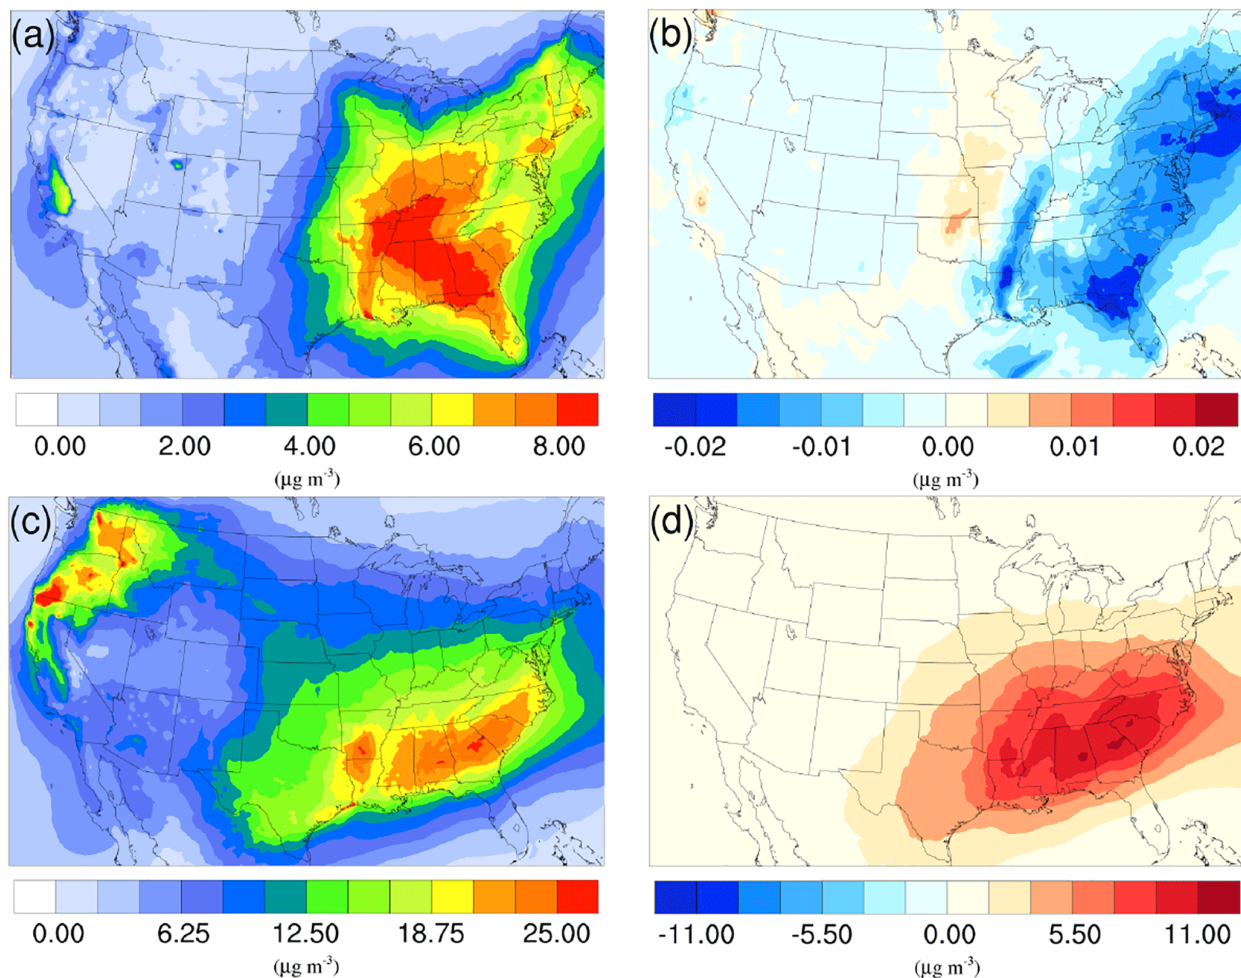 (a)
(b)
0.00 2.00 4.00 6.00 8.00
(µg m-3)
-0.02 -0.01 0.00 0.01 0.02
(µg m-3)
(c)
(d)
0.00 6.25 12.50 18.75 25.00
(µg m-3)
-11.00 -5.50 0.00 5.50 11.00
(µg m-3)